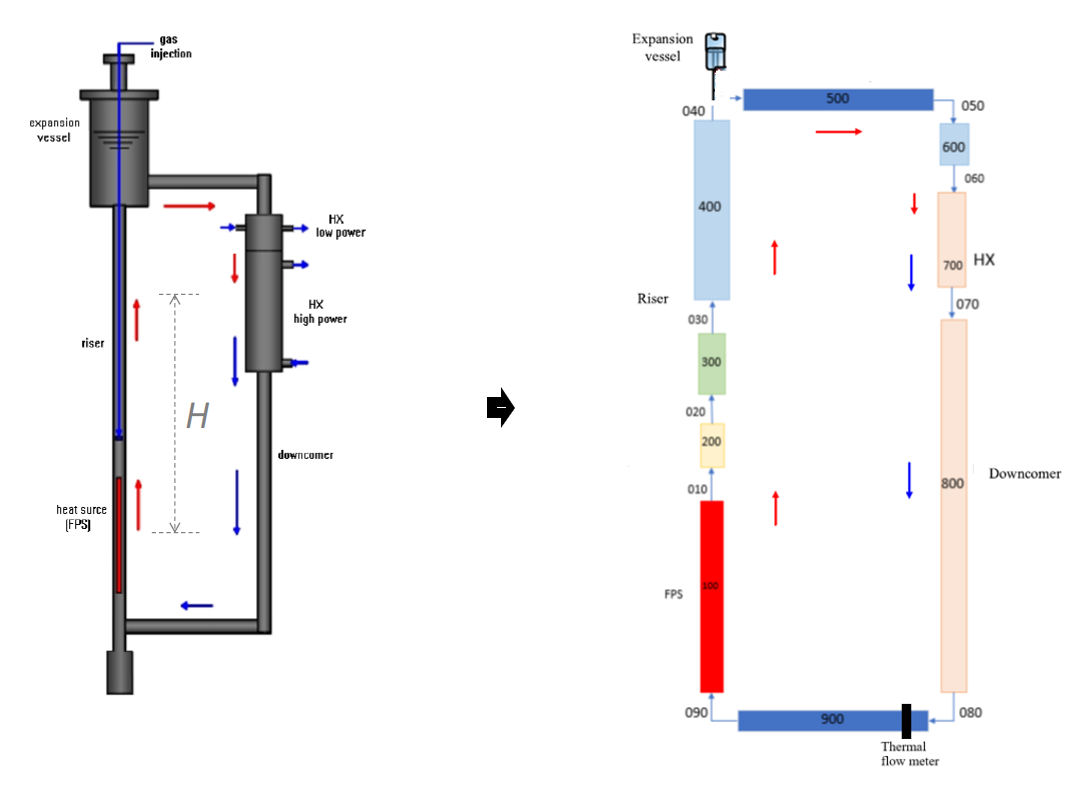 gas
injection
expansion
vessel
HX
low power
HX
high power
riser
H
downcomer
heat surce
(FPS)
Expansion
vessel
040
500
050
600
060
400
700
HX
070
Riser
030
300
020
200
010
800
Downcomer
100
FPS
090
900
080
Thermal
flow meter